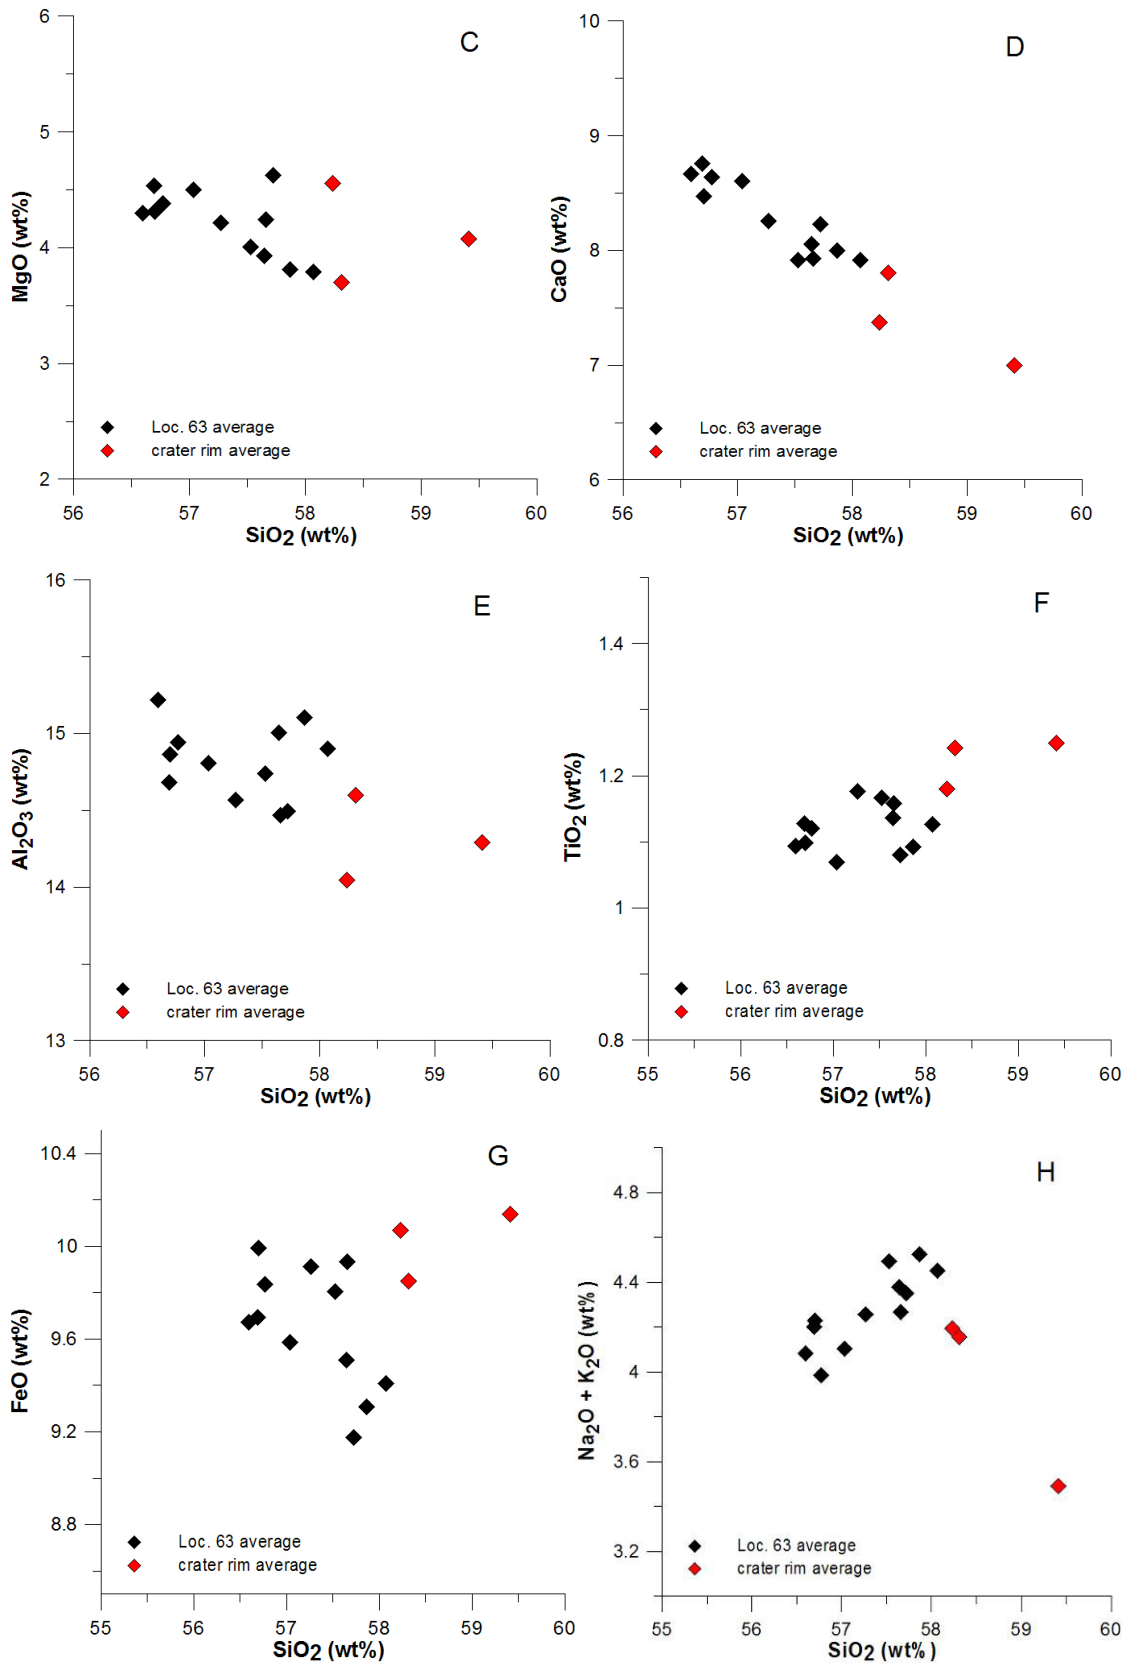 C
MgO (wt%)
6
5
4
3
2
Loc. 63 average
crater rim average
56 57 58 59 60
SiO2 (wt%)
D
CaO (wt%)
10
9
8
7
6
Loc. 63 average
crater rim average
56 57 58 59 60
SiO2 (wt%)
E
Al2O3 (wt%)
16
15
14
13
Loc. 63 average
crater rim average
56 57 58 59 60
SiO2 (wt%)
F
TiO2 (wt%)
1.4
1.2
1
0.8
Loc. 63 average
crater rim average
55 56 57 58 59 60
SiO2 (wt%)
G
FeO (wt%)
10.4
10
9.6
9.2
8.8
Loc. 63 average
crater rim average
55 56 57 58 59 60
SiO2 (wt%)
H
Na2O + K2O (wt%)
4.8
4.4
4
3.6
3.2
Loc. 63 average
crater rim average
55 56 57 58 59 60
SiO2 (wt%)